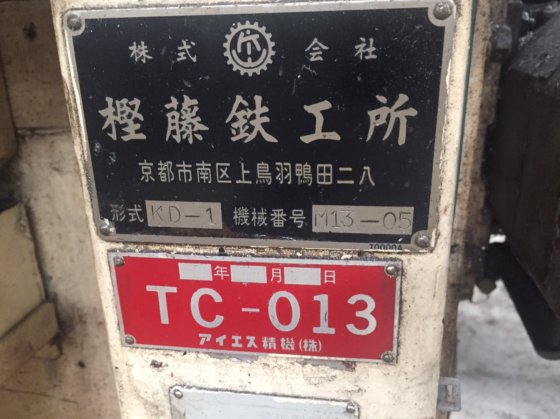 株式 会社
樫藤鉄工所
京都市南区上鳥羽鴨田二八
形式 KD-1 機械番号 M13-05
70000A
年 月 日
TC-013
アイエス精機(株)